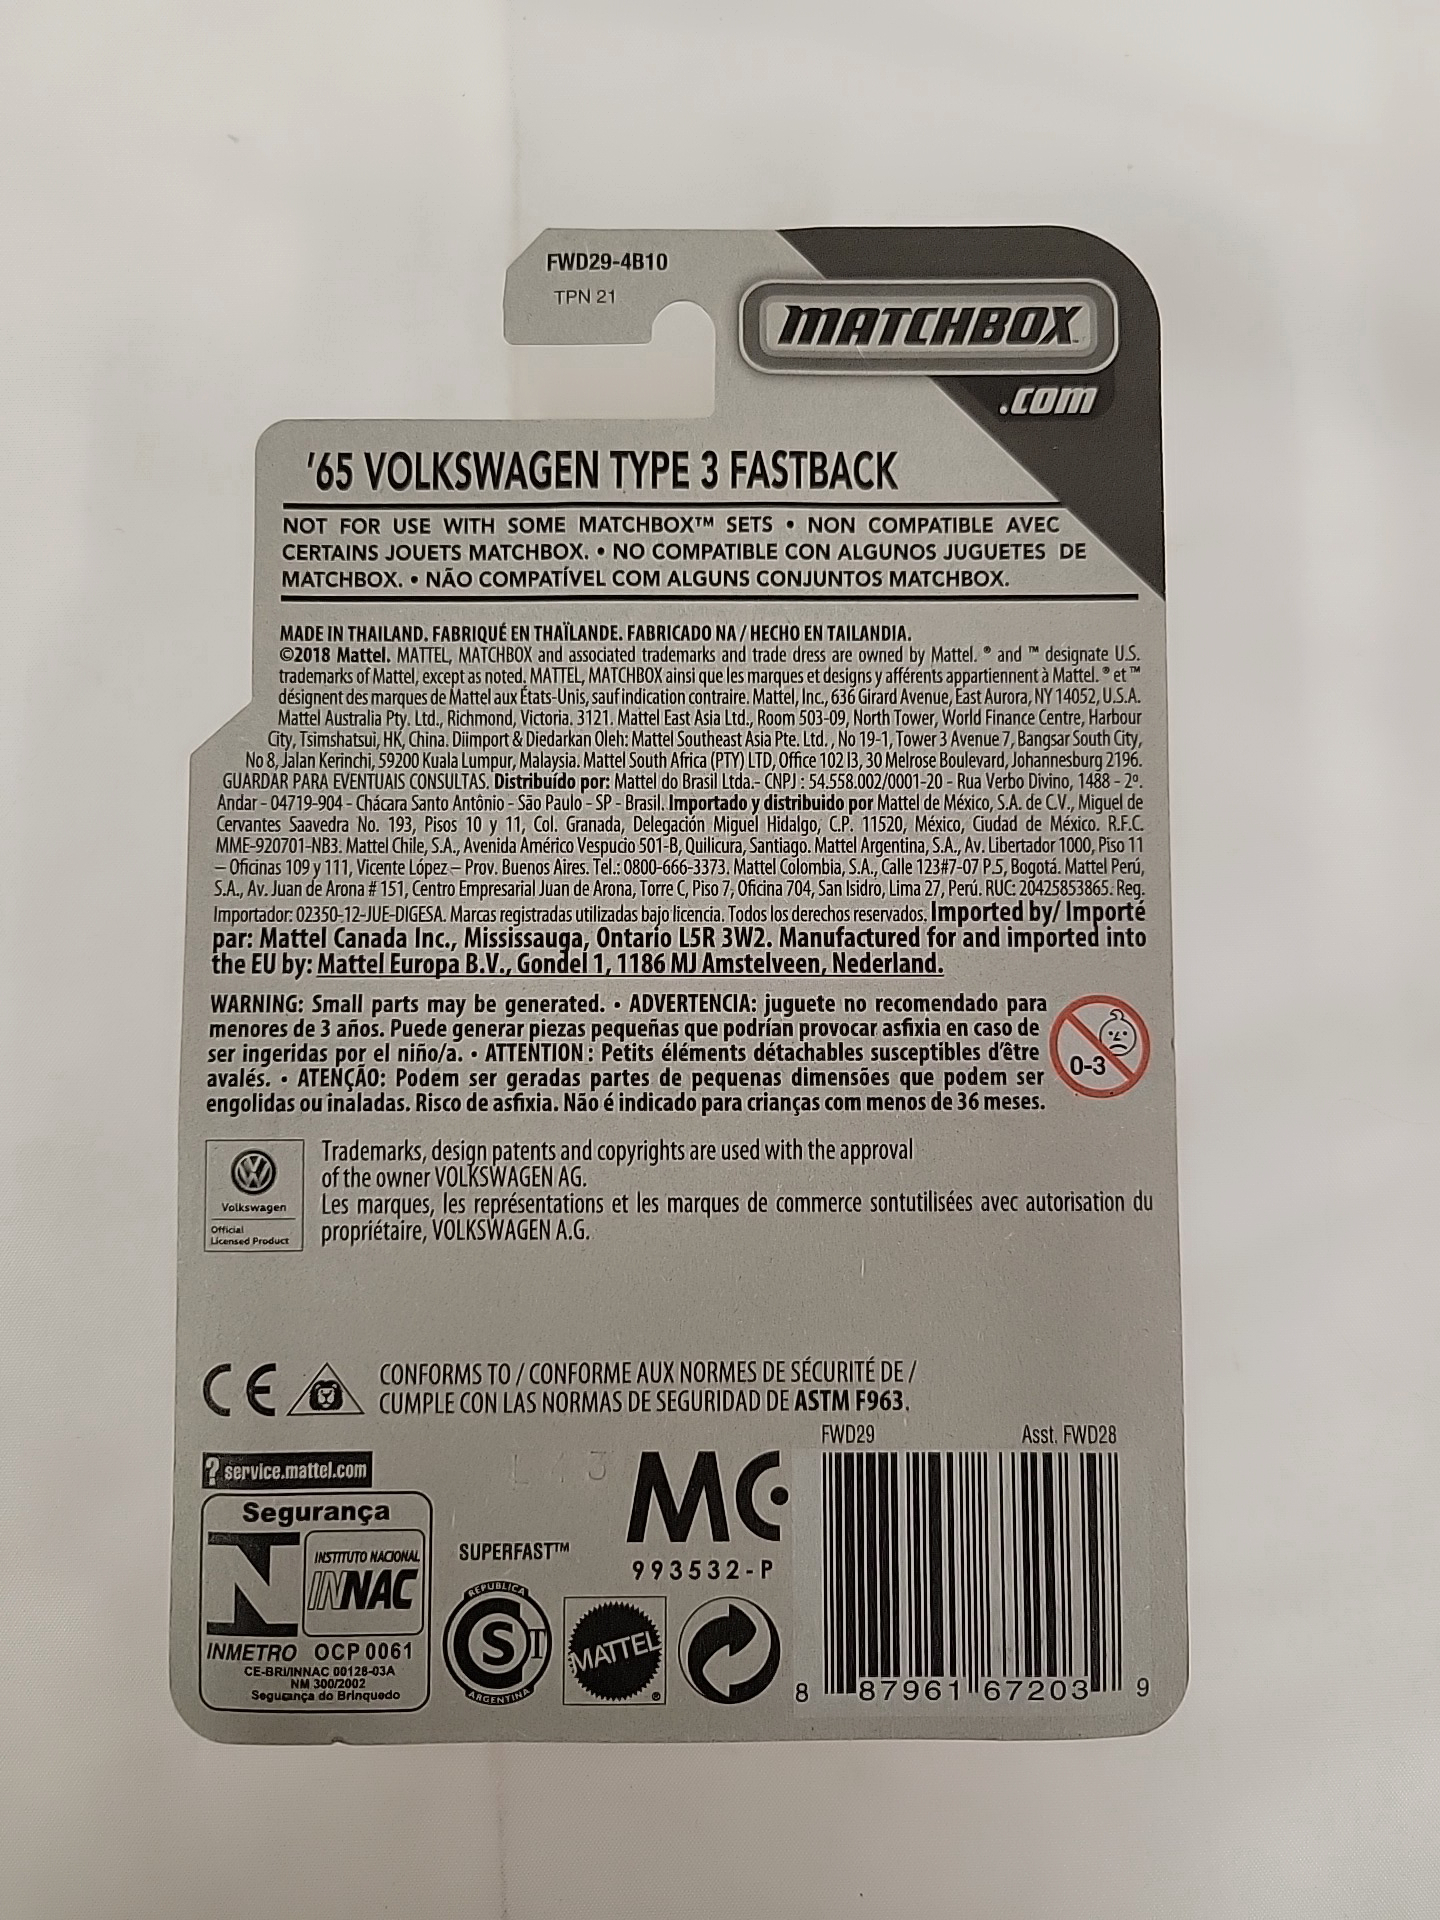 FWD29-4B10
TPN 21
MATCHBOX™
.com
'65 VOLKSWAGEN TYPE 3 FASTBACK
NOT FOR USE WITH SOME MATCHBOX™ SETS • NON COMPATIBLE AVEC
CERTAINS JOUETS MATCHBOX. • NO COMPATIBLE CON ALGUNOS JUGUETES DE
MATCHBOX. • NÃO COMPATÍVEL COM ALGUNS CONJUNTOS MATCHBOX.
MADE IN THAILAND. FABRIQUÉ EN THAÏLANDE. FABRICADO NA / HECHO EN TAILANDIA.
©2018 Mattel. MATTEL, MATCHBOX and associated trademarks and trade dress are owned by Mattel. ® and ™ designate U.S.
trademarks of Mattel, except as noted. MATTEL, MATCHBOX ainsi que les marques et designs y afférents appartiennent à Mattel. ® et ™
désignent des marques de Mattel aux États-Unis, sauf indication contraire. Mattel, Inc., 636 Girard Avenue, East Aurora, NY 14052, U.S.A.
Mattel Australia Pty. Ltd., Richmond, Victoria. 3121. Mattel East Asia Ltd., Room 503-09, North Tower, World Finance Centre, Harbour
City, Tsimshatsui, HK, China. Diimport & Diedarkan Oleh: Mattel Southeast Asia Pte. Ltd., No 19-1, Tower 3 Avenue 7, Bangsar South City,
No 8, Jalan Kerinchi, 59200 Kuala Lumpur, Malaysia. Mattel South Africa (PTY) LTD, Office 102 I3, 30 Melrose Boulevard, Johannesburg 2196.
GUARDAR PARA EVENTUAIS CONSULTAS. Distribuído por: Mattel do Brasil Ltda.- CNPJ : 54.558.002/0001-20 - Rua Verbo Divino, 1488 - 2º.
Andar - 04719-904 - Chácara Santo Antônio - São Paulo - SP - Brasil. Importado y distribuido por Mattel de México, S.A. de C.V., Miguel de
Cervantes Saavedra No. 193, Pisos 10 y 11, Col. Granada, Delegación Miguel Hidalgo, C.P. 11520, México, Ciudad de México. R.F.C.
MME-920701-NB3. Mattel Chile, S.A., Avenida Américo Vespucio 501-B, Quilicura, Santiago. Mattel Argentina, S.A., Av. Libertador 1000, Piso 11
– Oficinas 109 y 111, Vicente López – Prov. Buenos Aires. Tel.: 0800-666-3373. Mattel Colombia, S.A., Calle 123#7-07 P.5, Bogotá. Mattel Perú,
S.A., Av. Juan de Arona # 151, Centro Empresarial Juan de Arona, Torre C, Piso 7, Oficina 704, San Isidro, Lima 27, Perú. RUC: 20425853865. Reg.
Importador: 02350-12-JUE-DIGESA. Marcas registradas utilizadas bajo licencia. Todos los derechos reservados. Imported by/ Importé
par: Mattel Canada Inc., Mississauga, Ontario L5R 3W2. Manufactured for and imported into
the EU by: Mattel Europa B.V., Gondel 1, 1186 MJ Amstelveen, Nederland.
WARNING: Small parts may be generated. • ADVERTENCIA: juguete no recomendado para
menores de 3 años. Puede generar piezas pequeñas que podrían provocar asfixia en caso de
ser ingeridas por el niño/a. • ATTENTION : Petits éléments détachables susceptibles d'être
avalés. • ATENÇÃO: Podem ser geradas partes de pequenas dimensões que podem ser
engolidas ou inaladas. Risco de asfixia. Não é indicado para crianças com menos de 36 meses.
0-3
Volkswagen
Official
Licensed Product
Trademarks, design patents and copyrights are used with the approval
of the owner VOLKSWAGEN AG.
Les marques, les représentations et les marques de commerce sontutilisées avec autorisation du
propriétaire, VOLKSWAGEN A.G.
CE
CONFORMS TO / CONFORME AUX NORMES DE SÉCURITÉ DE /
CUMPLE CON LAS NORMAS DE SEGURIDAD DE ASTM F963.
FWD29 Asst. FWD28
? service.mattel.com
Segurança
INSTITUTO NACIONAL
INNAC
INMETRO OCP 0061
CE-BRI/INNAC 00128-03A
NM 300/2002
Segurança do Brinquedo
SUPERFAST™
MC
993532-P
REPUBLICA
S T
ARGENTINA
MATTEL ®
8 87961 67203 9